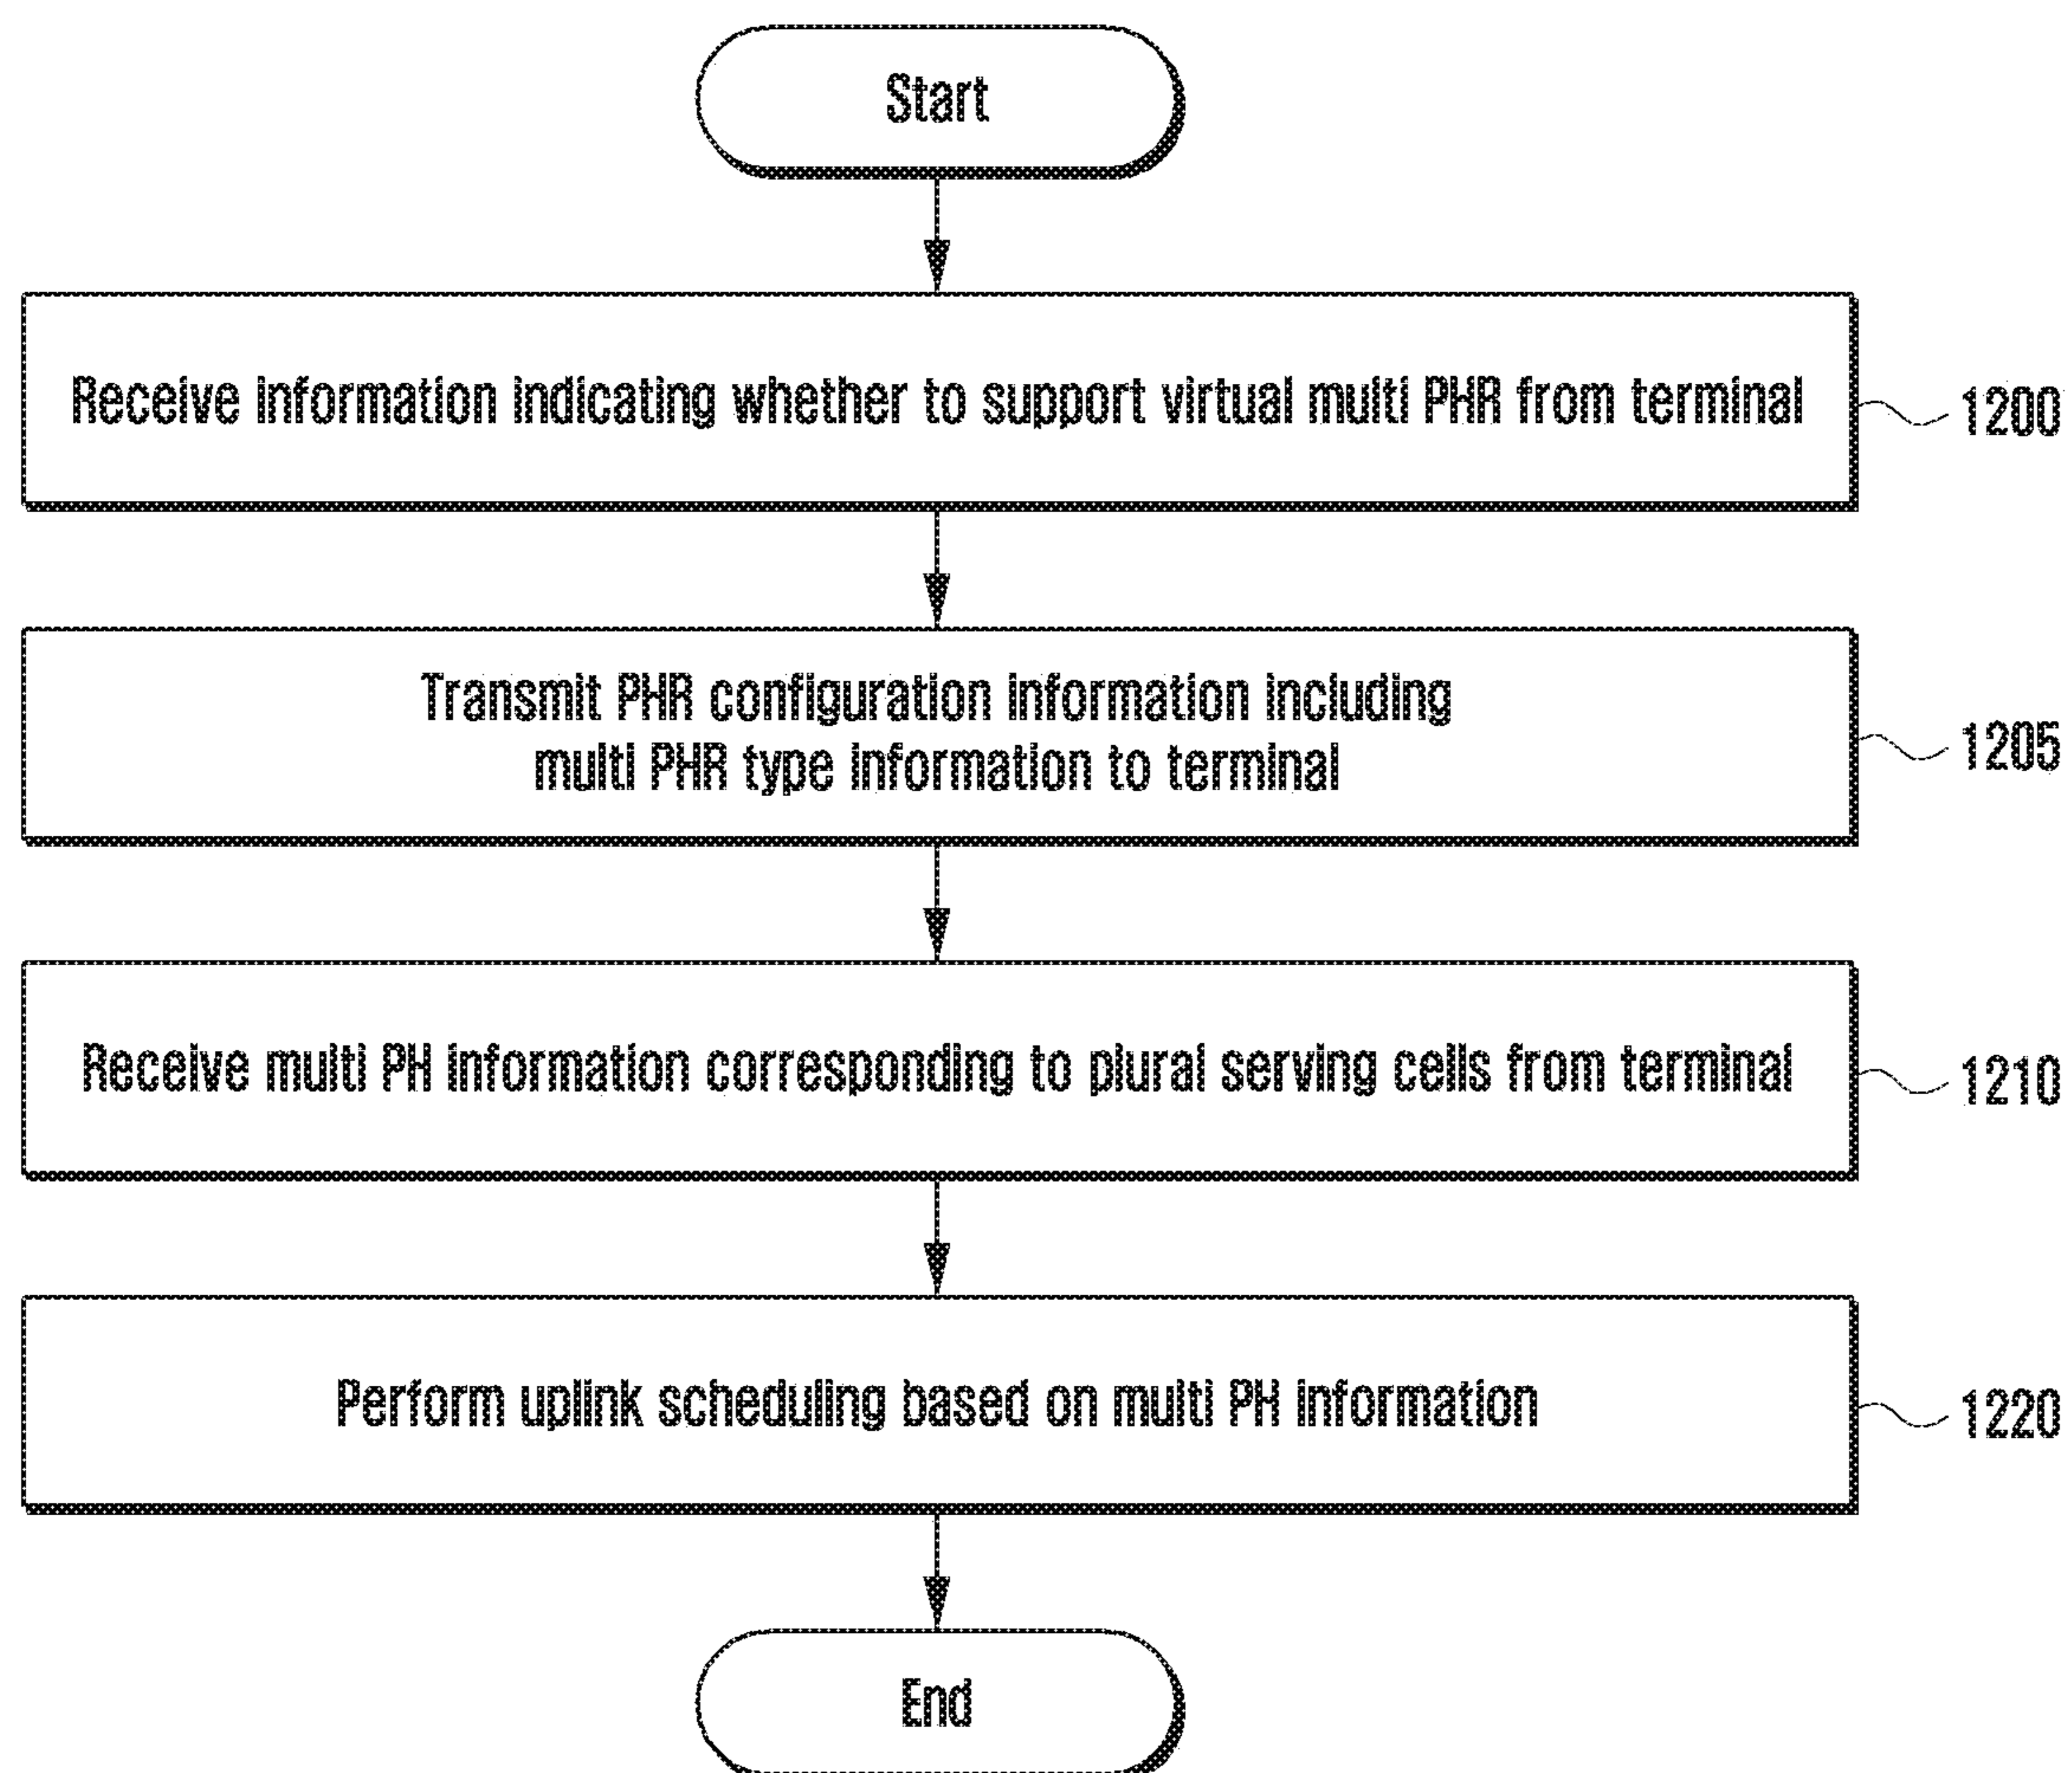 Start
Receive information indicating whether to support virtual multi PHR from terminal
1200
Transmit PHR configuration information including
multi PHR type information to terminal
1205
Receive multi PH information corresponding to plural serving cells from terminal
1210
Perform uplink scheduling based on multi PH information
1220
End